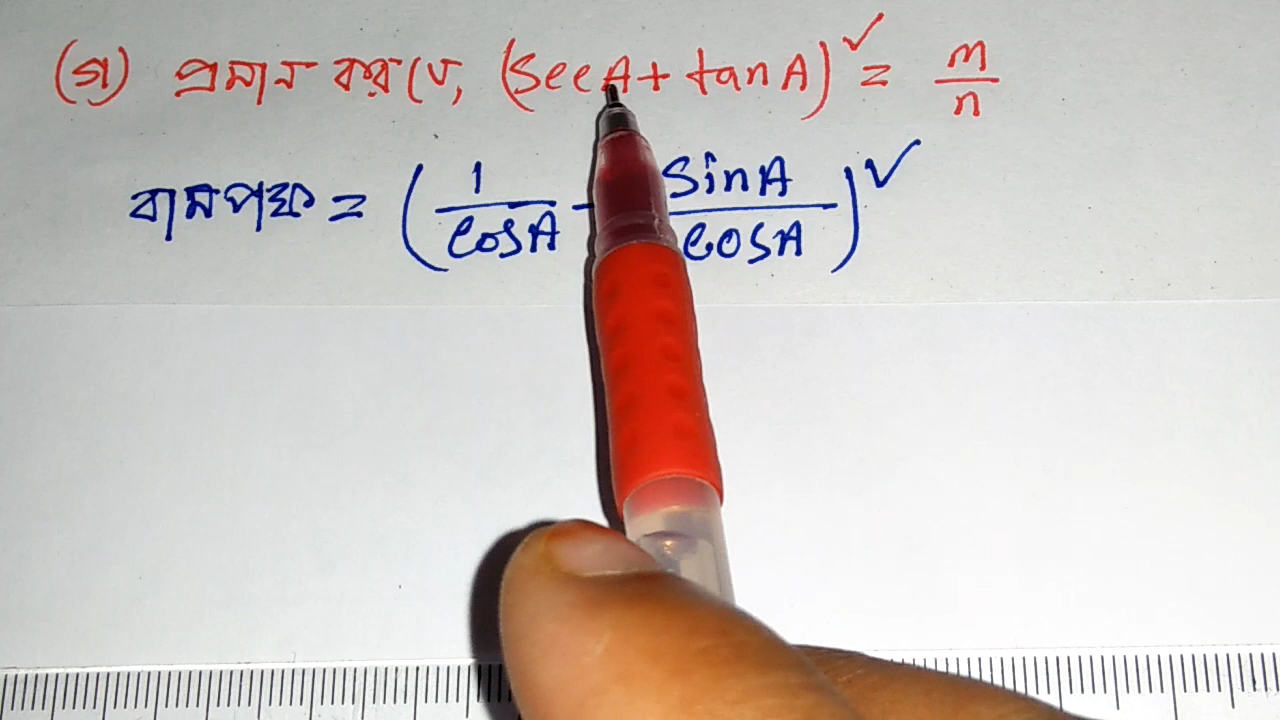 (গ) প্রমান কর যে, (secA + tanA)² = m/n
বামপক্ষ = (1/cosA + sinA/cosA)²